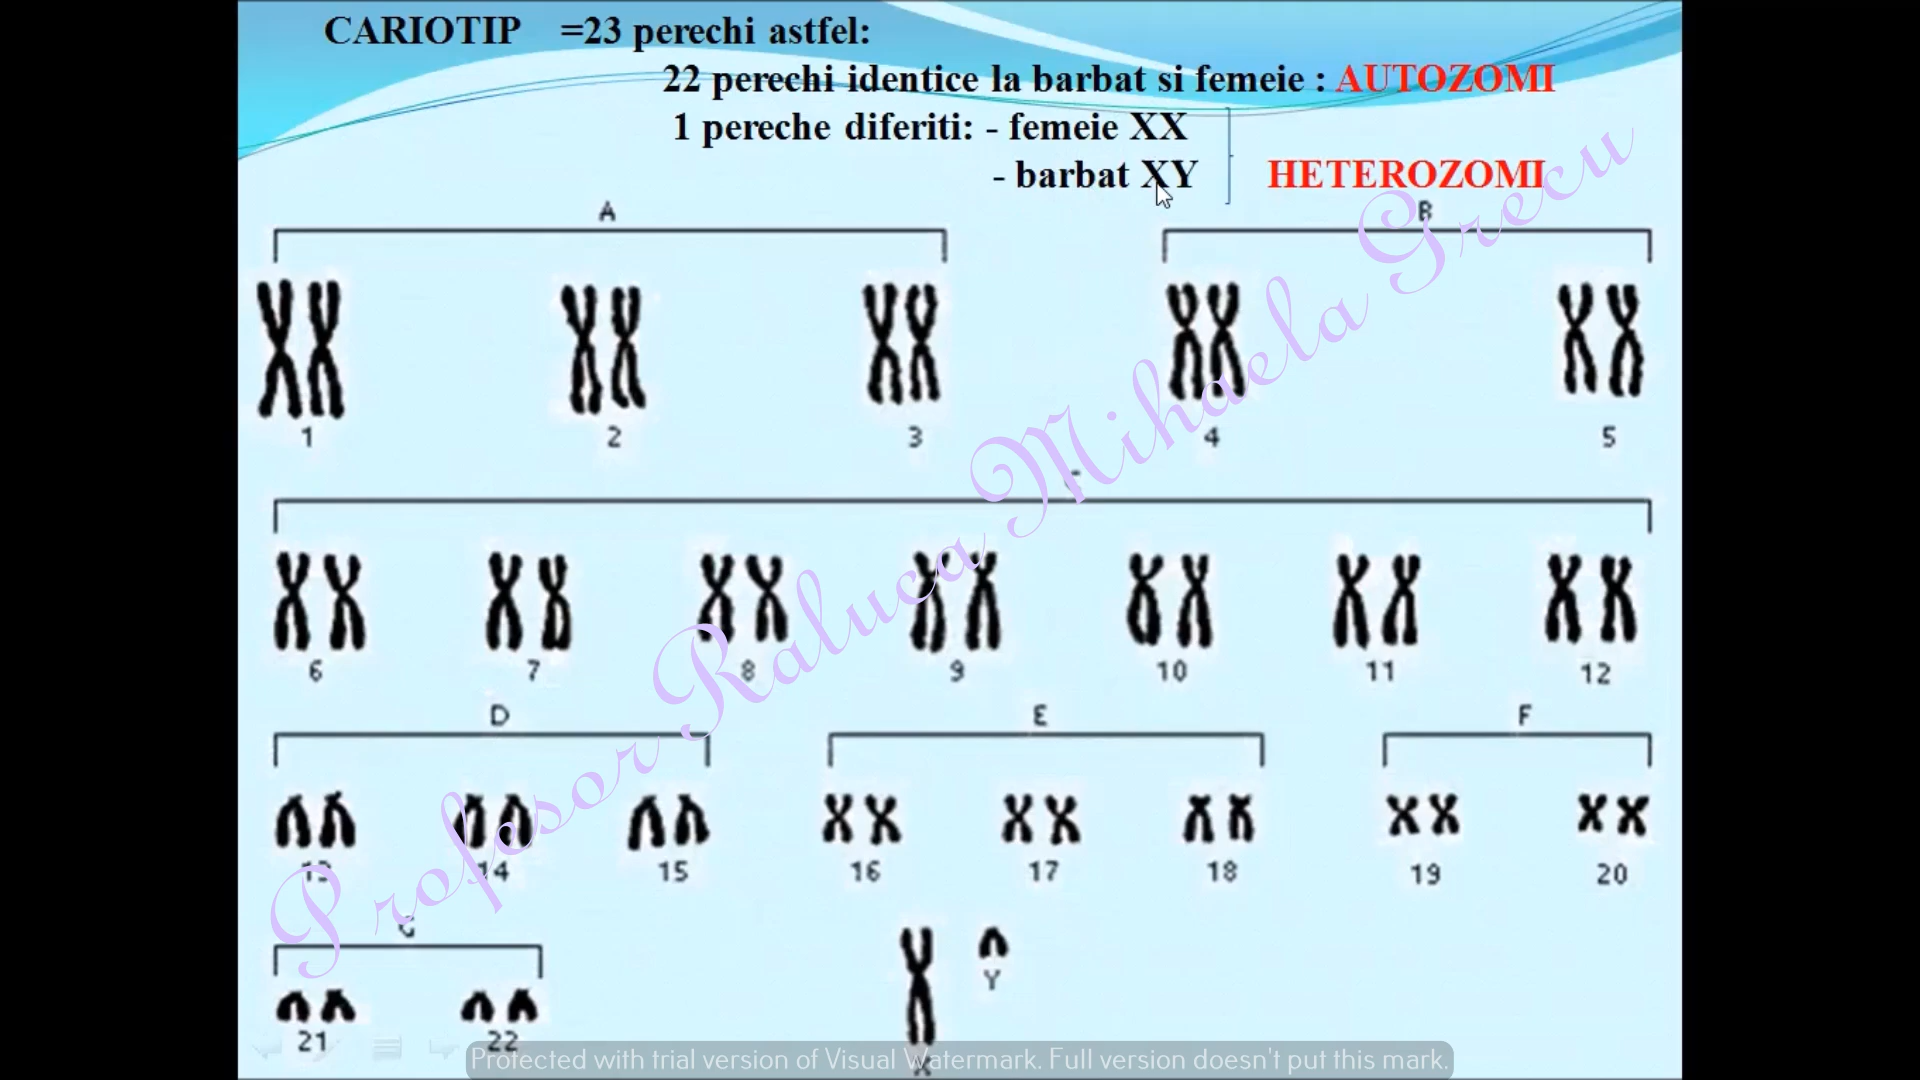 CARIOTIP =23 perechi astfel:
22 perechi identice la barbat si femeie : AUTOZOMI
1 pereche diferiti: - femeie XX
- barbat XY HETEROZOMI
A B
1 2 3 4 5
C
6 7 8 9 10 11 12
D E F
13 14 15 16 17 18 19 20
G
Y
21 22
X
Profesor Raluca Mihaela Grecu
Protected with trial version of Visual Watermark. Full version doesn't put this mark.